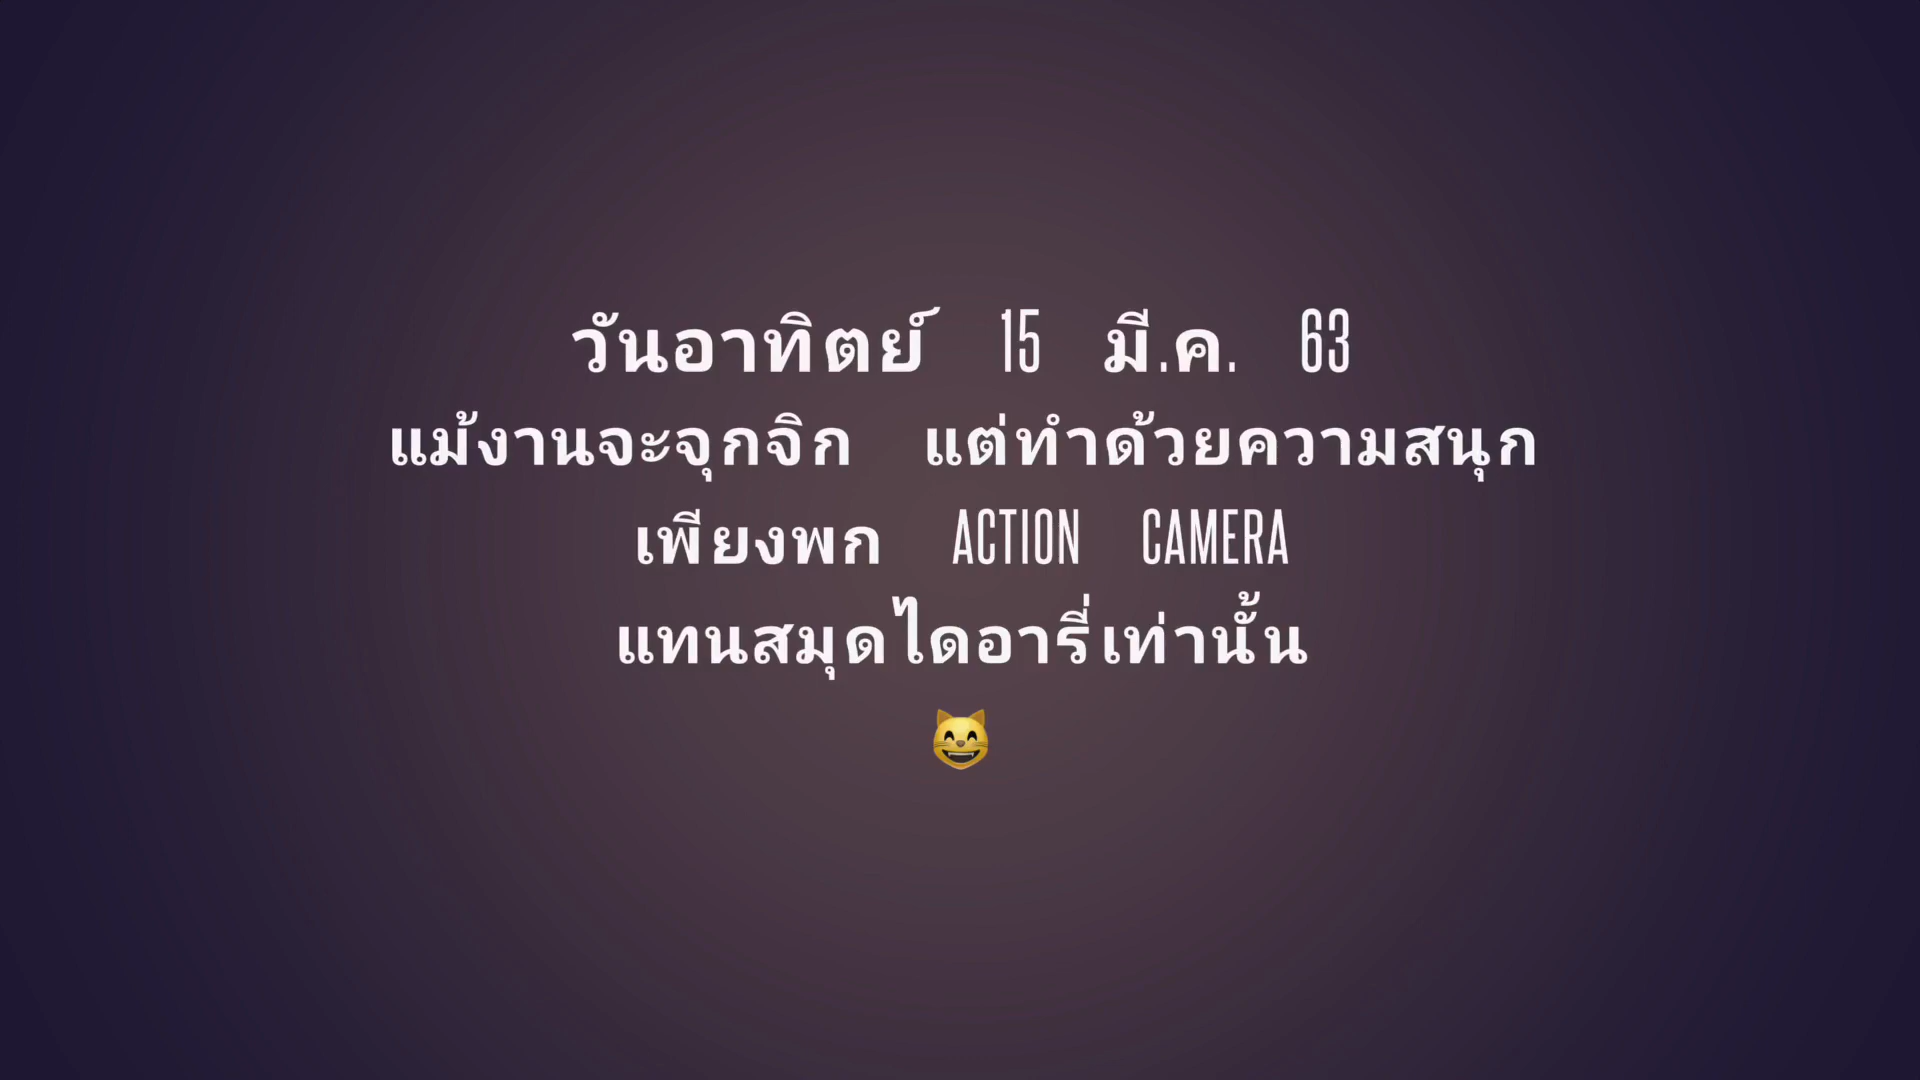 วันอาทิตย์ 15 มี.ค. 63
แม้งานจะจุกจิก แต่ทำด้วยความสนุก
เพียงพก ACTION CAMERA
แทนสมุดไดอารี่เท่านั้น
😸